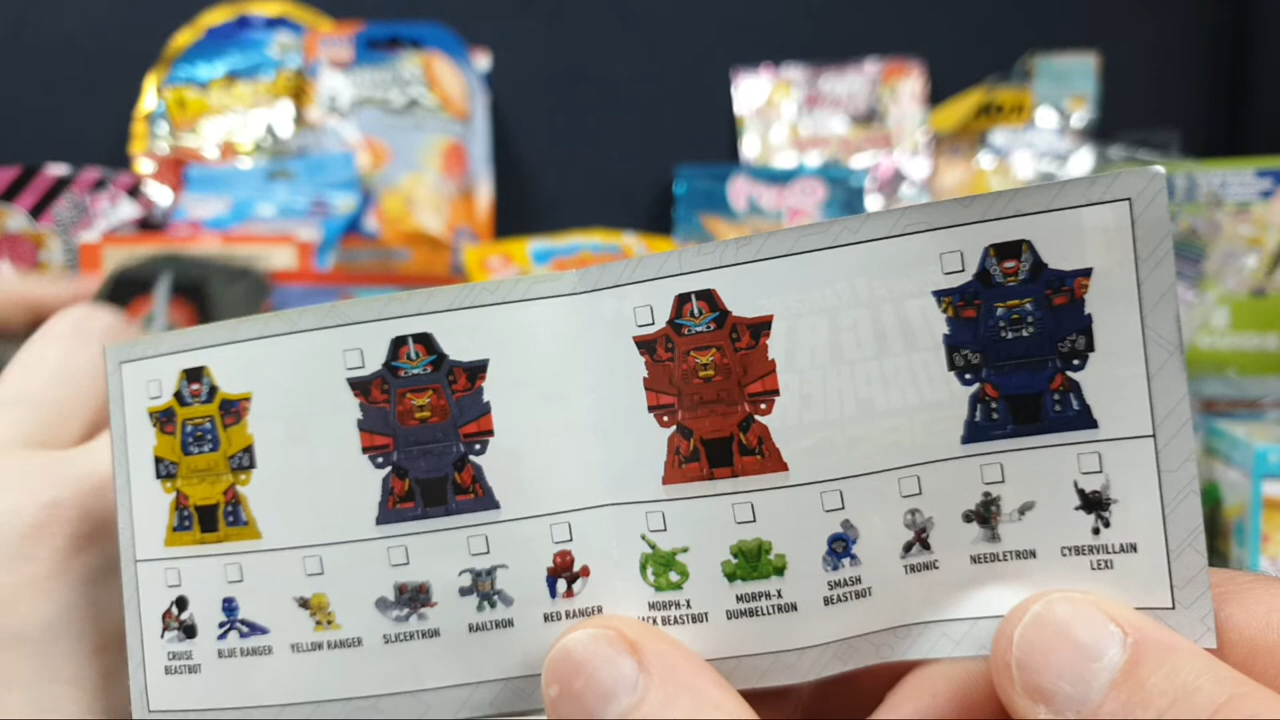 CRUISE
BEASTBOT
BLUE RANGER
YELLOW RANGER
SLICERTRON
RAILTRON
RED RANGER
MORPH-X
BEASTBOT
MORPH-X
DUMBELLTRON
SMASH
BEASTBOT
TRONIC
NEEDLETRON
CYBERVILLAIN
LEXI